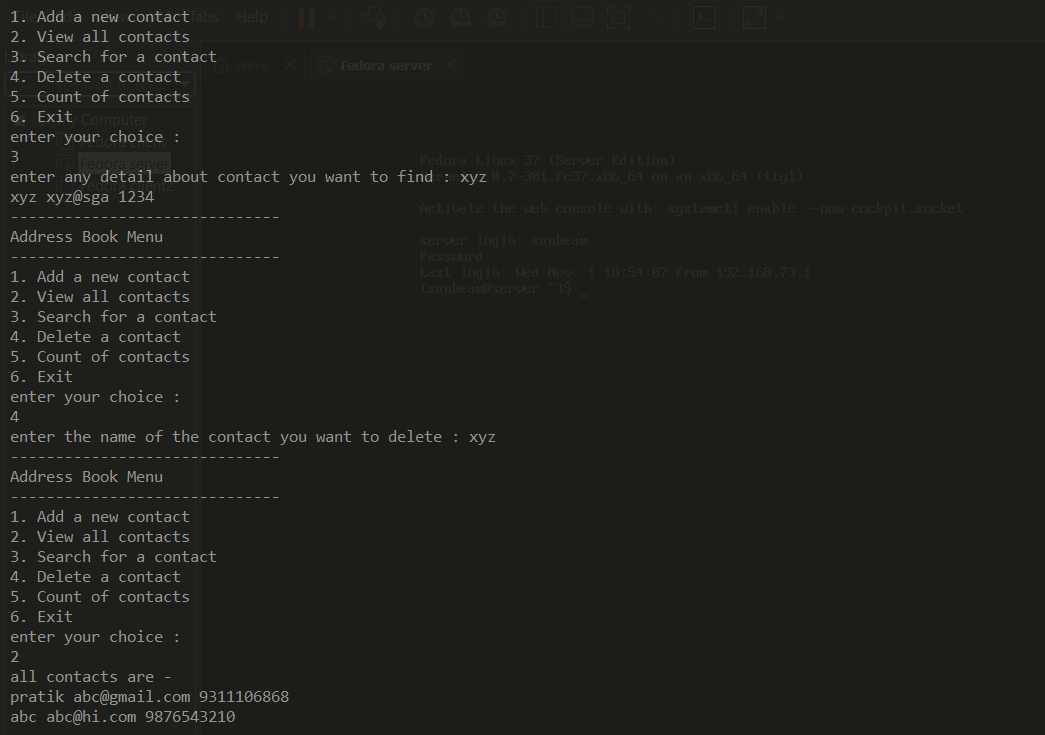 1. Add a new contact
2. View all contacts
3. Search for a contact
4. Delete a contact
5. Count of contacts
6. Exit
enter your choice :
3
enter any detail about contact you want to find : xyz
xyz xyz@sga 1234
------------------------------
Address Book Menu
------------------------------
1. Add a new contact
2. View all contacts
3. Search for a contact
4. Delete a contact
5. Count of contacts
6. Exit
enter your choice :
4
enter the name of the contact you want to delete : xyz
------------------------------
Address Book Menu
------------------------------
1. Add a new contact
2. View all contacts
3. Search for a contact
4. Delete a contact
5. Count of contacts
6. Exit
enter your choice :
2
all contacts are -
pratik abc@gmail.com 9311106868
abc abc@hi.com 9876543210
Tabs Help
Home
Fedora server
Computer
Fedora client
Fedora server
Fedora client2
Fedora Linux 37 (Server Edition)
0.7-301.fc37.x86_64 on an x86_64 (tty1)
Activate the web console with: systemctl enable --now cockpit.socket
server login: sunbeam
Password:
Last login: Wed Nov 1 18:54:07 from 192.168.73.1
[sunbeam@server ~]$ _